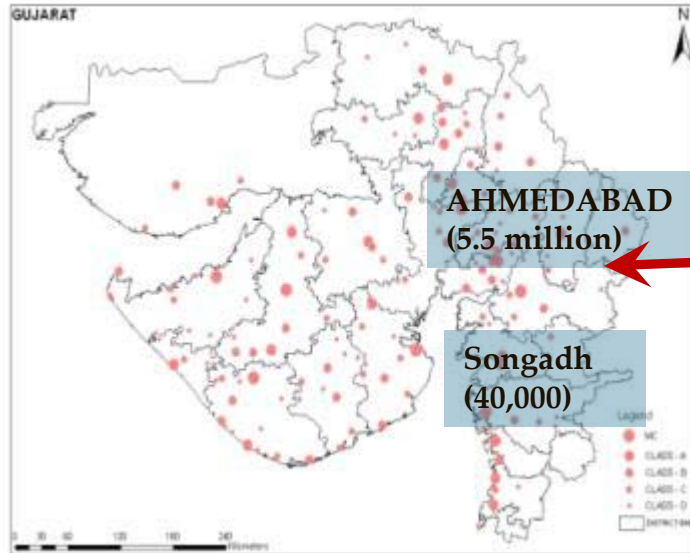 GUJARAT
N
AHMEDABAD
(5.5 million)
Songadh
(40,000)
Legend
MC
CLASS - A
CLASS - B
CLASS - C
CLASS - D
0 30 60 120 180 240
Kilometers